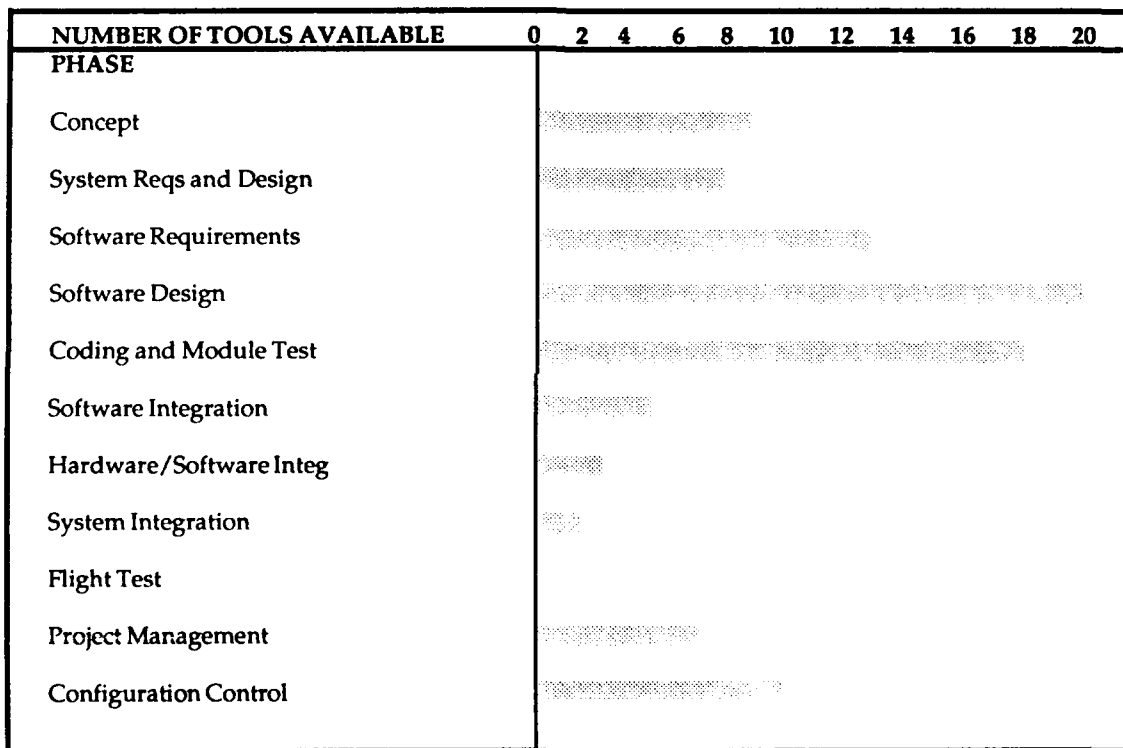 NUMBER OF TOOLS AVAILABLE 0 2 4 6 8 10 12 14 16 18 20
PHASE
Concept
System Reqs and Design
Software Requirements
Software Design
Coding and Module Test
Software Integration
Hardware/Software Integ
System Integration
Flight Test
Project Management
Configuration Control